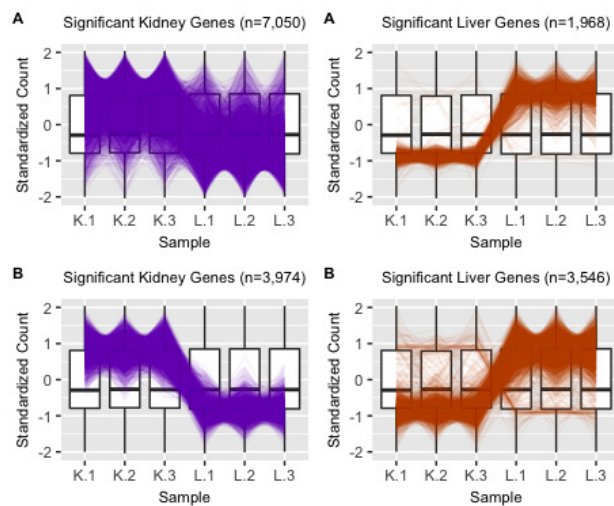 A Significant Kidney Genes (n=7,050)
Standardized Count
2
1
0
-1
-2
K.1 K.2 K.3 L.1 L.2 L.3
Sample
A Significant Liver Genes (n=1,968)
Standardized Count
2
1
0
-1
-2
K.1 K.2 K.3 L.1 L.2 L.3
Sample
B Significant Kidney Genes (n=3,974)
Standardized Count
2
1
0
-1
-2
K.1 K.2 K.3 L.1 L.2 L.3
Sample
B Significant Liver Genes (n=3,546)
Standardized Count
2
1
0
-1
-2
K.1 K.2 K.3 L.1 L.2 L.3
Sample